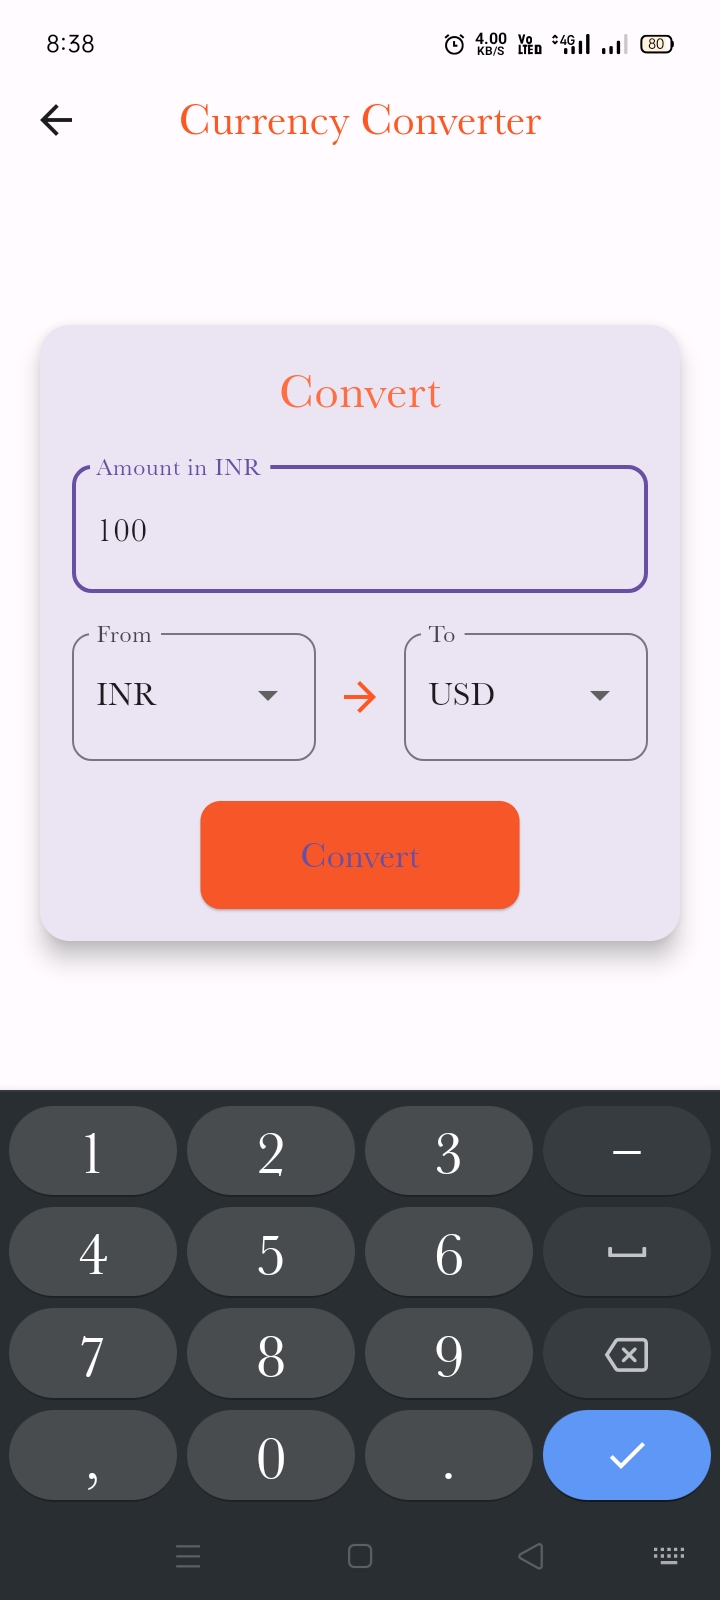 8:38 4.00 KB/S Vo LTE D 4G 80
Currency Converter
Convert
Amount in INR
100
From To
INR USD
Convert
1 2 3 –
4 5 6
7 8 9
, 0 .